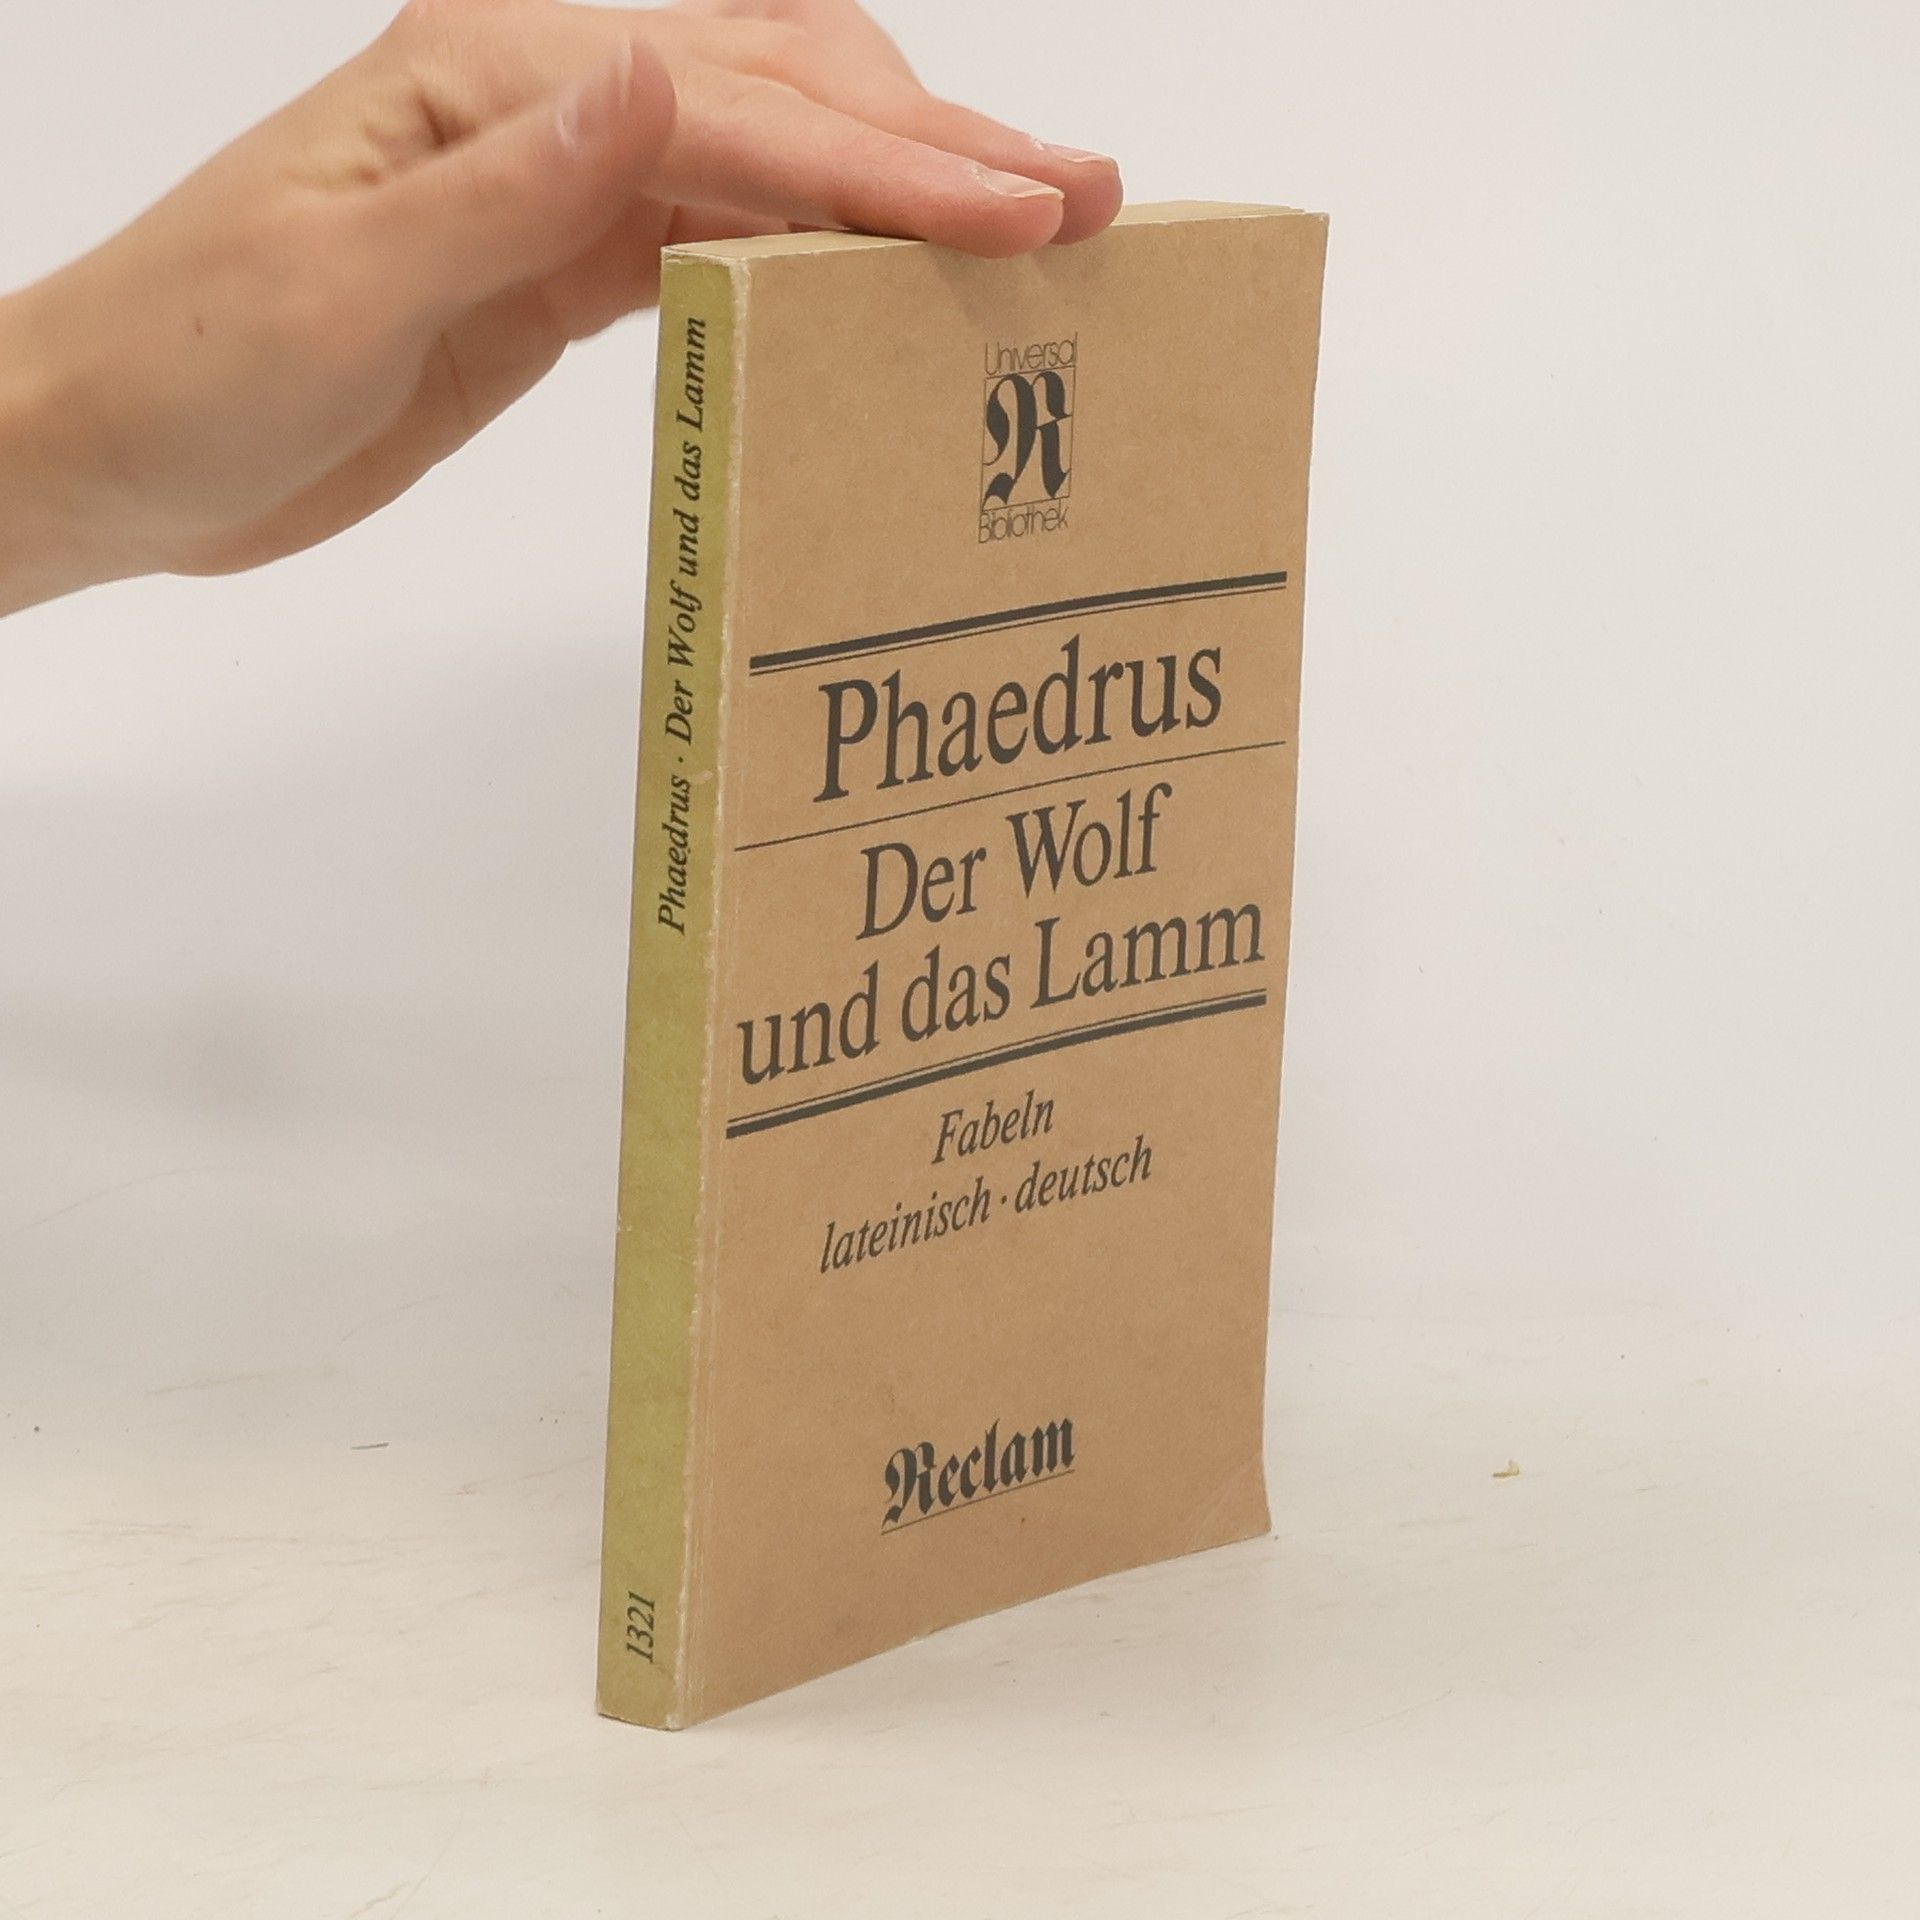 Phaedrus · Der Wolf und das Lamm
1321
Universal
R
Bibliothek
Phaedrus
Der Wolf
und das Lamm
Fabeln
lateinisch · deutsch
Reclam